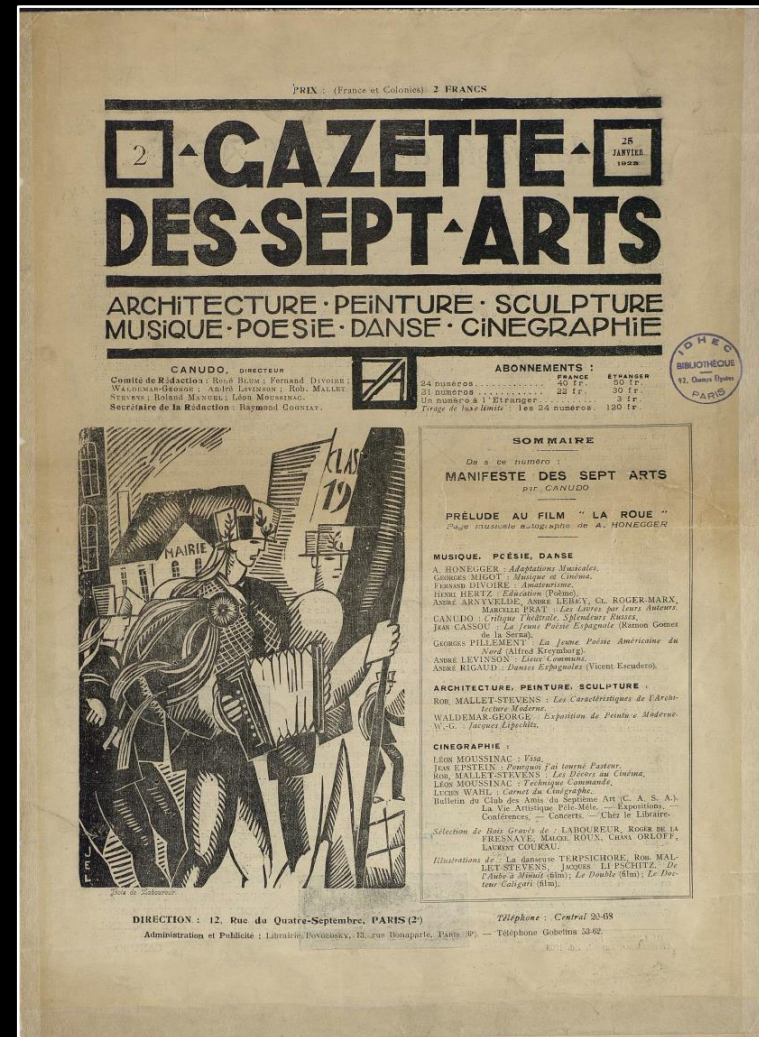 PRIX : (France et Colonies) 2 FRANCS
2
GAZETTE
25
JANVIER
1923
DES SEPT ARTS
ARCHiTECTURE · PEiNTURE · SCULPTURE
MUSiQUE · POESiE · DANSE · CiNEGRAPHiE
CANUDO, DIRECTEUR
Comité de Rédaction : René BLUM ; Fernand DIVOIRE ;
WALDEMAR-GEORGE ; André LEVINSON ; Rob. MALLET
STEVENS ; Roland MANUEL ; Léon MOUSSINAC.
Secrétaire de la Rédaction : Raymond COGNIAT.
ABONNEMENTS :
FRANCE ÉTRANGER
24 numéros............. 40 fr. 50 fr.
numéros............ 22 fr. 30 fr.
Un numéro à l'Etranger.......... 3 fr.
Tirage de luxe limité : les 24 numéros. 120 fr.
IDHEC
BIBLIOTHÈQUE
92, Champs Elysées
PARIS
CLAS
19
MAIRIE
Bois de Laboureur.
SOMMAIRE
ce numéro :
MANIFESTE DES SEPT ARTS
par CANUDO
PRÉLUDE AU FILM " LA ROUE "
Page musicale autographe de A. HONEGGER
MUSIQUE, POÉSIE, DANSE
A. HONEGGER : Adaptations Musicales.
GEORGES MIGOT : Musique et Cinéma.
FERNAND DIVOIRE : Amateurisme.
HENRI HERTZ : Education (Poème).
ANDRÉ ARNYVELDE, ANDRÉ LEBEY, CL. ROGER-MARX,
MARCELLE PRAT : Les Livres par leurs Auteurs.
CANUDO : Critique Théâtrale. Splendeurs Russes.
JEAN CASSOU : La Jeune Poésie Espagnole (Ramon Gomes
de la Serna).
GEORGES PILLEMENT : La Jeune Poésie Américaine du
Nord (Alfred Kreymborg).
ANDRÉ LEVINSON : Lieux Communs.
ANDRÉ RIGAUD : Danses Espagnoles (Vicent Escudero).
ARCHITECTURE, PEINTURE, SCULPTURE :
ROB. MALLET-STEVENS : Les Caractéristiques de l'Archi-
tecture Moderne.
WALDEMAR-GEORGE : Exposition de Peinture Moderne.
W.-G. : Jacques Lipschitz.
CINEGRAPHIE :
LÉON MOUSSINAC : Visa.
JEAN EPSTEIN : Pourquoi j'ai tourné Pasteur.
ROB. MALLET-STEVENS : Les Décors au Cinéma.
LÉON MOUSSINAC : Technique Commande.
LUCIEN WAHL : Carnet du Cinégraphe.
Bulletin du Club des Amis du Septième Art (C. A. S. A.).
La Vie Artistique Pêle-Mêle. — Expositions. —
Conférences. — Concerts. — Chez le Libraire.
Sélection de Bois Gravés de : LABOUREUR, ROGER DE LA
FRESNAYE, MARCEL ROUX, CHANA ORLOFF,
LAURENT COURAU.
Illustrations de : La danseuse TERPSICHORE, ROB. MAL-
LET-STEVENS, JACQUES LIPSCHITZ. De
l'Aube à Minuit (film) ; Le Double (film) ; Le Doc-
teur Caligari (film).
DIRECTION : 12, Rue du Quatre-Septembre, PARIS (2e)
Téléphone : Central 20-68
Administration et Publicité : Librairie POVOLOSKY, 13, rue Bonaparte, PARIS (6e). — Téléphone Gobelins 53-62.